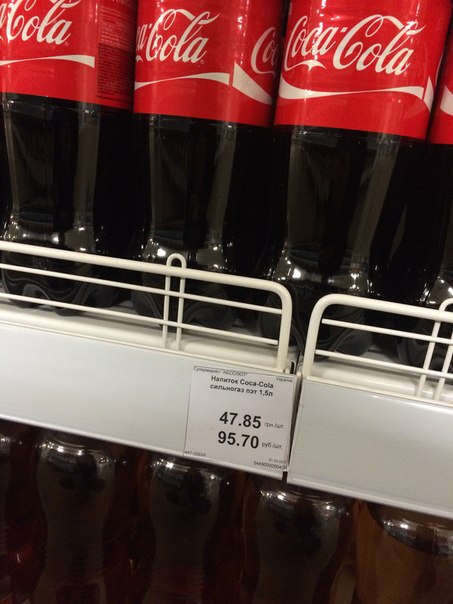 Coca-Cola
Coca-Cola
Coca-Cola
Супермаркет "АБСОЛЮТ" Украина
Напиток Coca-Cola
сильногаз пэт 1,5л
47.85 грн./шт.
95.70 руб./шт.